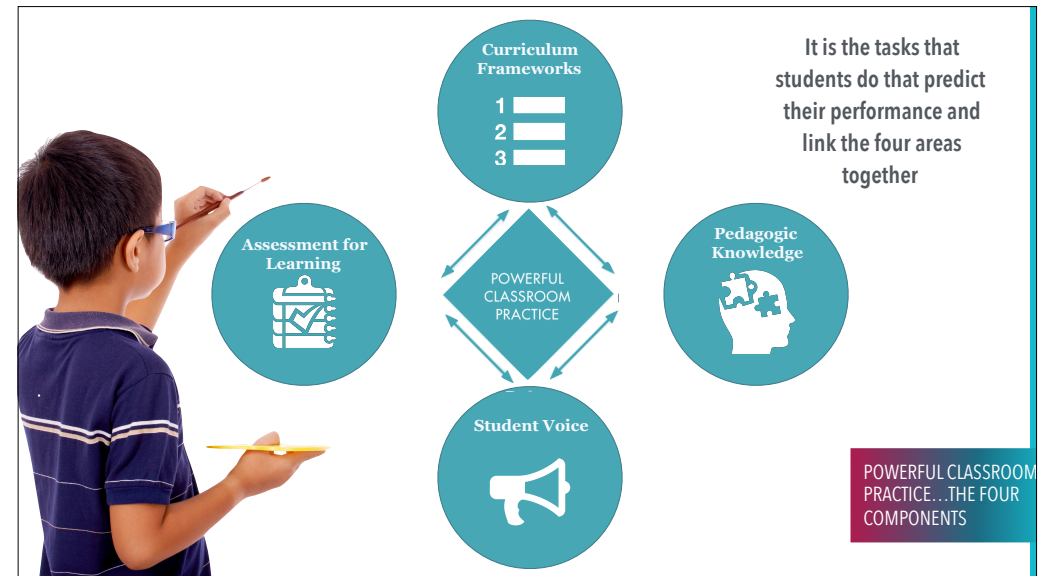 Curriculum
Frameworks
1
2
3
It is the tasks that
students do that predict
their performance and
link the four areas
together
Assessment for
Learning
POWERFUL
CLASSROOM
PRACTICE
Pedagogic
Knowledge
Student Voice
POWERFUL CLASSROOM
PRACTICE...THE FOUR
COMPONENTS